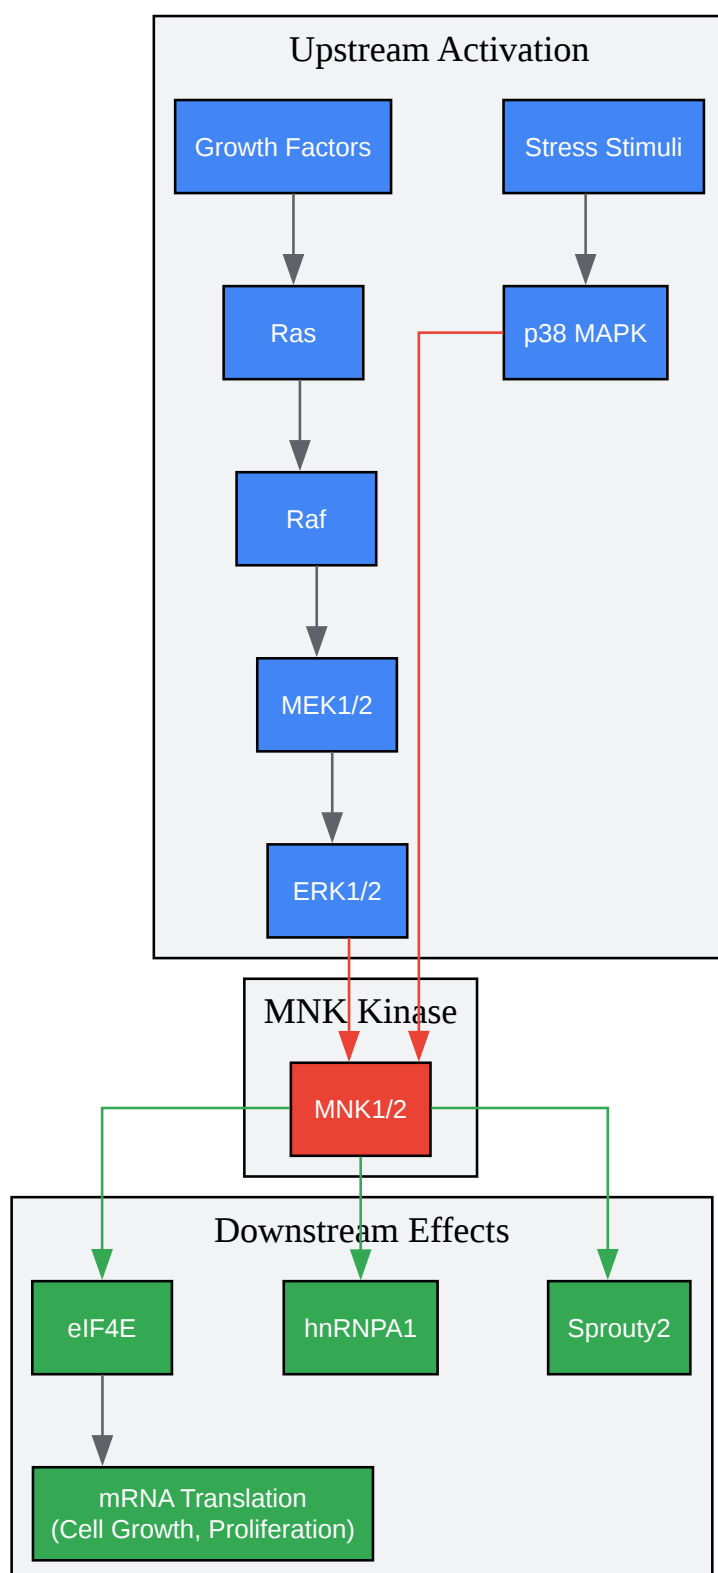 Upstream Activation
Growth Factors
Stress Stimuli
Ras
p38 MAPK
Raf
MEK1/2
ERK1/2
MNK Kinase
MNK1/2
Downstream Effects
eIF4E
hnRNPA1
Sprouty2
mRNA Translation
(Cell Growth, Proliferation)